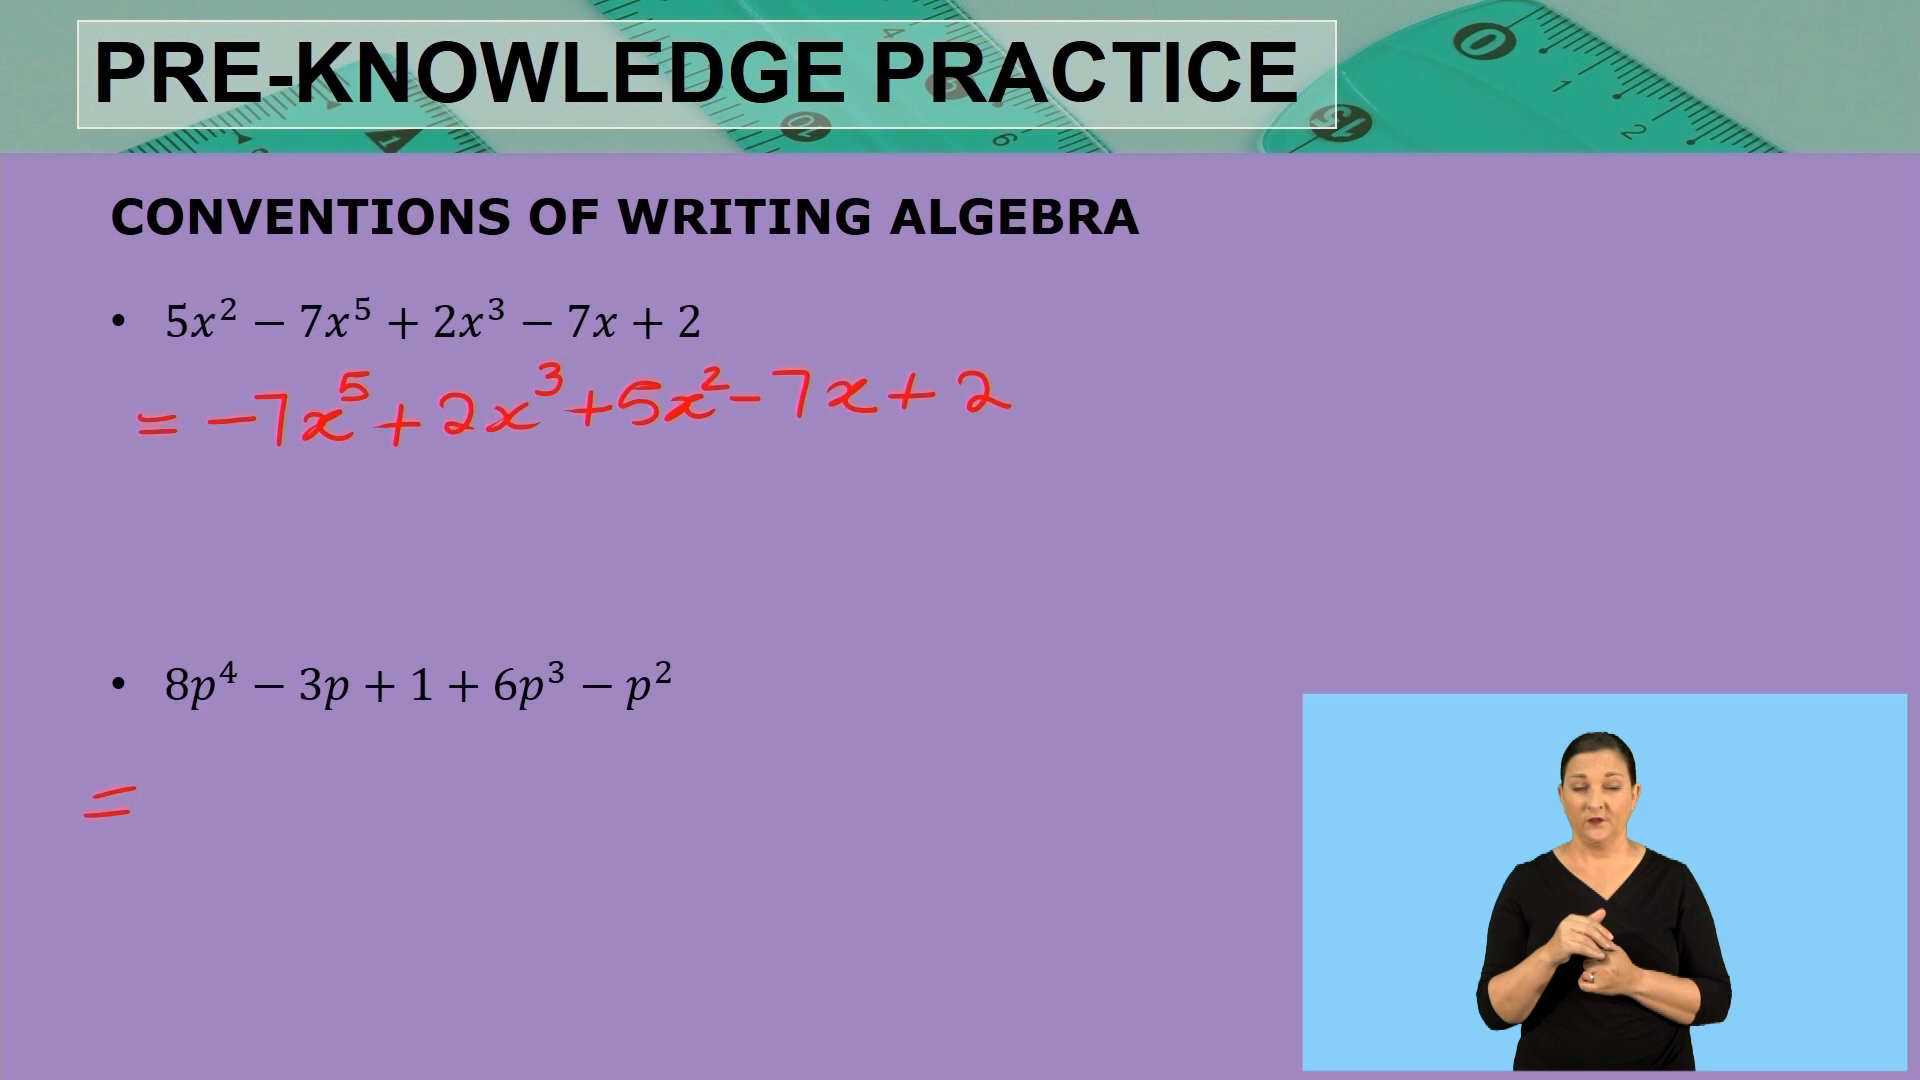 PRE-KNOWLEDGE PRACTICE
CONVENTIONS OF WRITING ALGEBRA
• 5x² − 7x⁵ + 2x³ − 7x + 2
= −7x⁵ + 2x³ + 5x² − 7x + 2
• 8p⁴ − 3p + 1 + 6p³ − p²
=